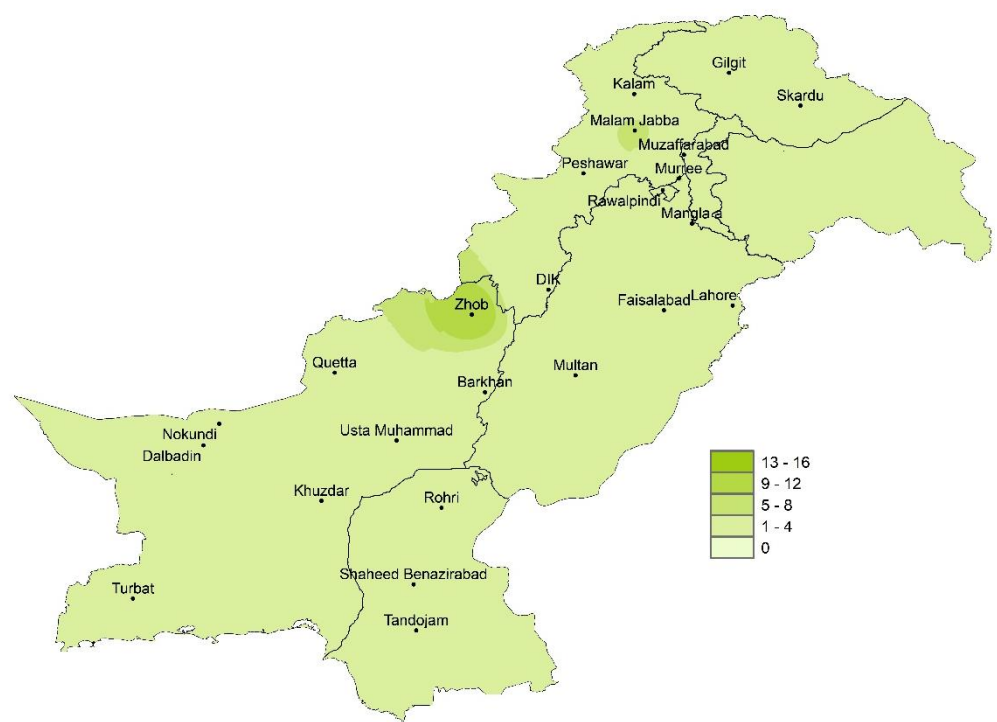 Gilgit
Kalam
Skardu
Malam Jabba
Muzaffarabad
Peshawar
Murree
Rawalpindi
Mangla a
DIK
Zhob
Faisalabad
Lahore
Quetta
Multan
Barkhan
Nokundi
Usta Muhammad
Dalbadin
Khuzdar
Rohri
13 - 16
9 - 12
5 - 8
1 - 4
0
Shaheed Benazirabad
Turbat
Tandojam